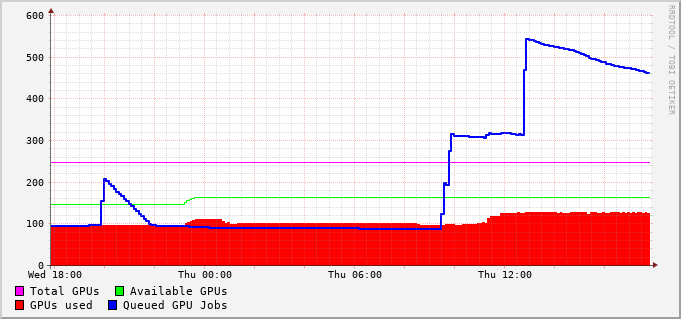 600
500
400
300
200
100
0
Wed 18:00 Thu 00:00 Thu 06:00 Thu 12:00
Total GPUs Available GPUs
GPUs used Queued GPU Jobs
RRDTOOL / TOBI OETIKER